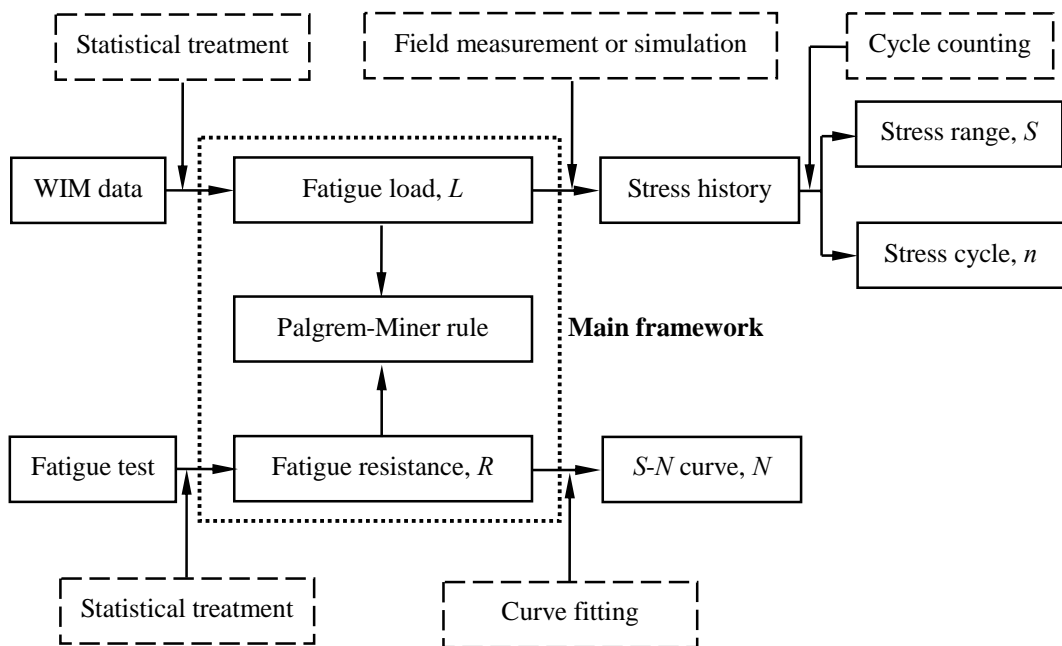 Statistical treatment
Field measurement or simulation
Cycle counting
Stress range, S
WIM data
Fatigue load, L
Stress history
Stress cycle, n
Palgrem-Miner rule
Main framework
Fatigue test
Fatigue resistance, R
S-N curve, N
Statistical treatment
Curve fitting